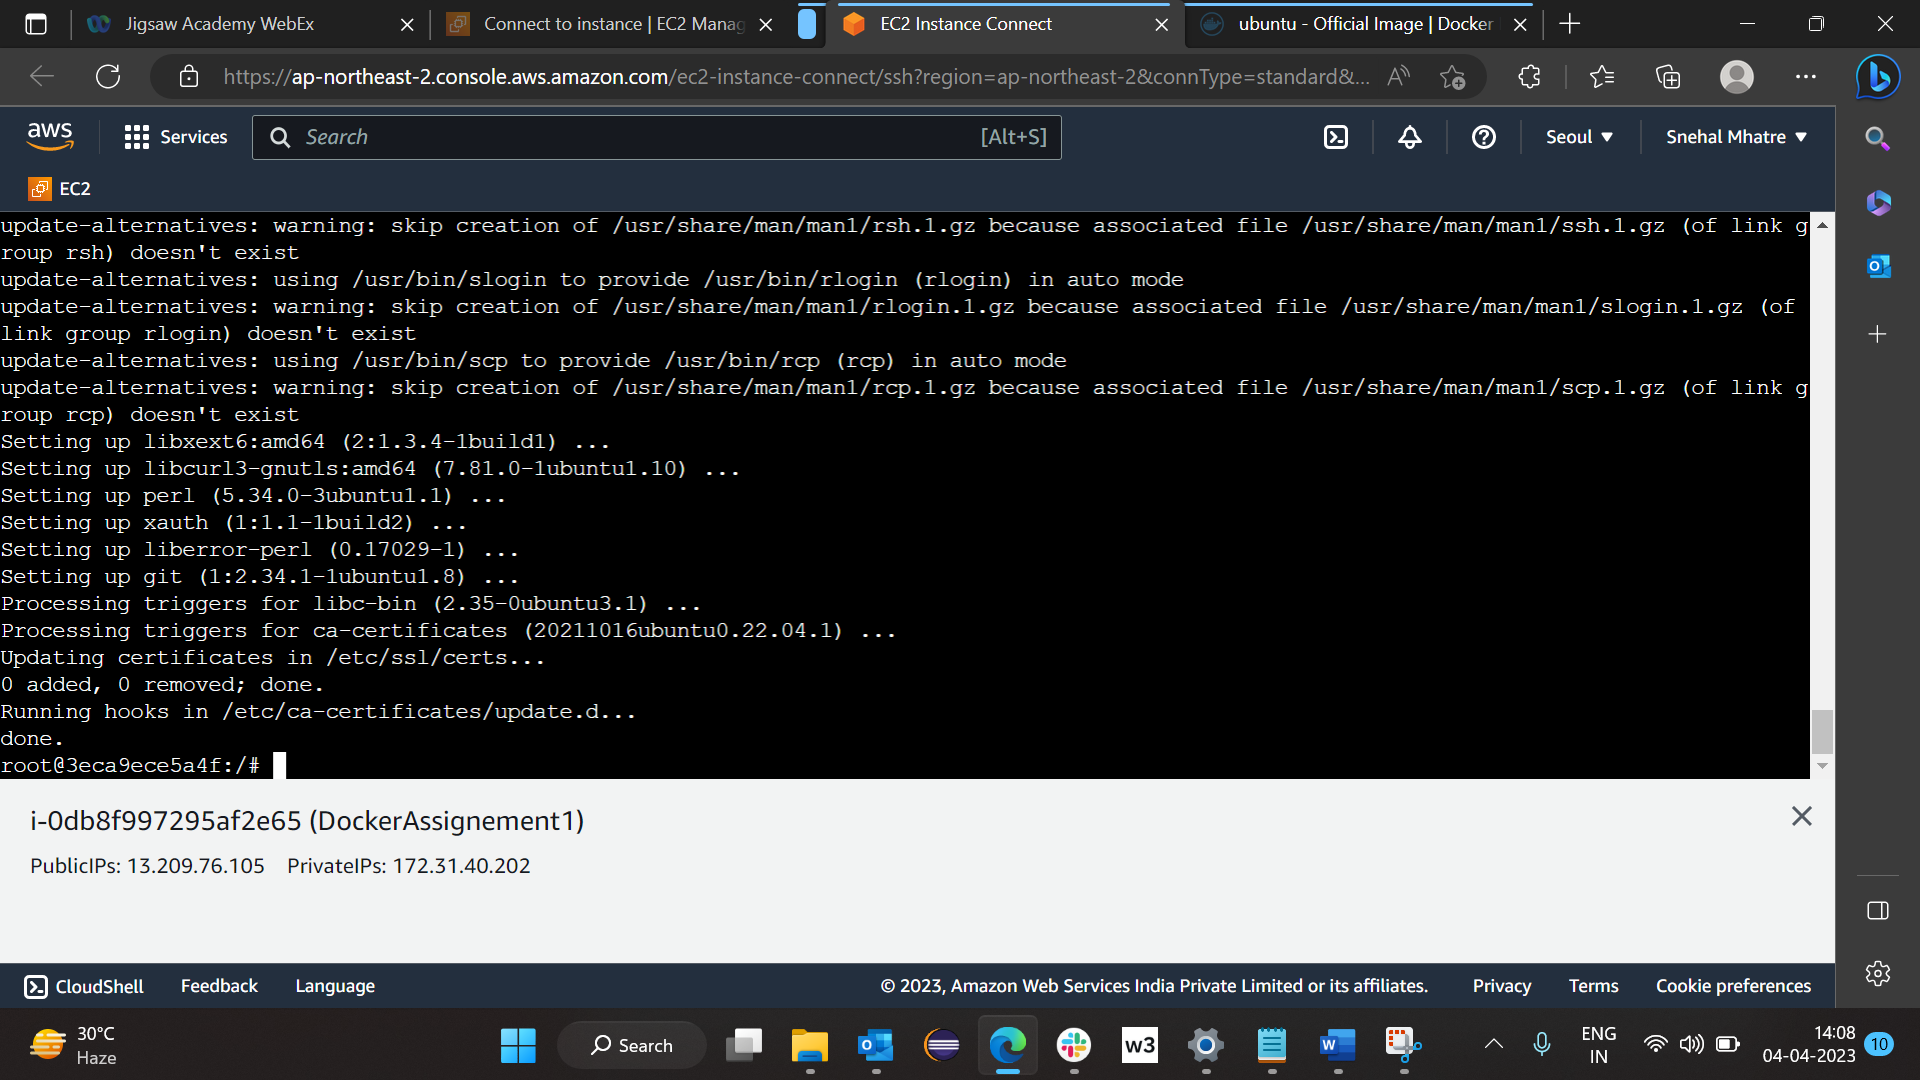 Jigsaw Academy WebEx
Connect to instance | EC2 Manag
EC2 Instance Connect
ubuntu - Official Image | Docker
https://ap-northeast-2.console.aws.amazon.com/ec2-instance-connect/ssh?region=ap-northeast-2&connType=standard&...
aws
Services
Search
[Alt+S]
Seoul
Snehal Mhatre
EC2
update-alternatives: warning: skip creation of /usr/share/man/man1/rsh.1.gz because associated file /usr/share/man/man1/ssh.1.gz (of link g
roup rsh) doesn't exist
update-alternatives: using /usr/bin/slogin to provide /usr/bin/rlogin (rlogin) in auto mode
update-alternatives: warning: skip creation of /usr/share/man/man1/rlogin.1.gz because associated file /usr/share/man/man1/slogin.1.gz (of
link group rlogin) doesn't exist
update-alternatives: using /usr/bin/scp to provide /usr/bin/rcp (rcp) in auto mode
update-alternatives: warning: skip creation of /usr/share/man/man1/rcp.1.gz because associated file /usr/share/man/man1/scp.1.gz (of link g
roup rcp) doesn't exist
Setting up libxext6:amd64 (2:1.3.4-1build1) ...
Setting up libcurl3-gnutls:amd64 (7.81.0-1ubuntu1.10) ...
Setting up perl (5.34.0-3ubuntu1.1) ...
Setting up xauth (1:1.1-1build2) ...
Setting up liberror-perl (0.17029-1) ...
Setting up git (1:2.34.1-1ubuntu1.8) ...
Processing triggers for libc-bin (2.35-0ubuntu3.1) ...
Processing triggers for ca-certificates (20211016ubuntu0.22.04.1) ...
Updating certificates in /etc/ssl/certs...
0 added, 0 removed; done.
Running hooks in /etc/ca-certificates/update.d...
done.
root@3eca9ece5a4f:/#
i-0db8f997295af2e65 (DockerAssignement1)
PublicIPs: 13.209.76.105 PrivateIPs: 172.31.40.202
CloudShell
Feedback
Language
© 2023, Amazon Web Services India Private Limited or its affiliates.
Privacy
Terms
Cookie preferences
30°C
Haze
Search
w3
ENG
IN
14:08
04-04-2023
10